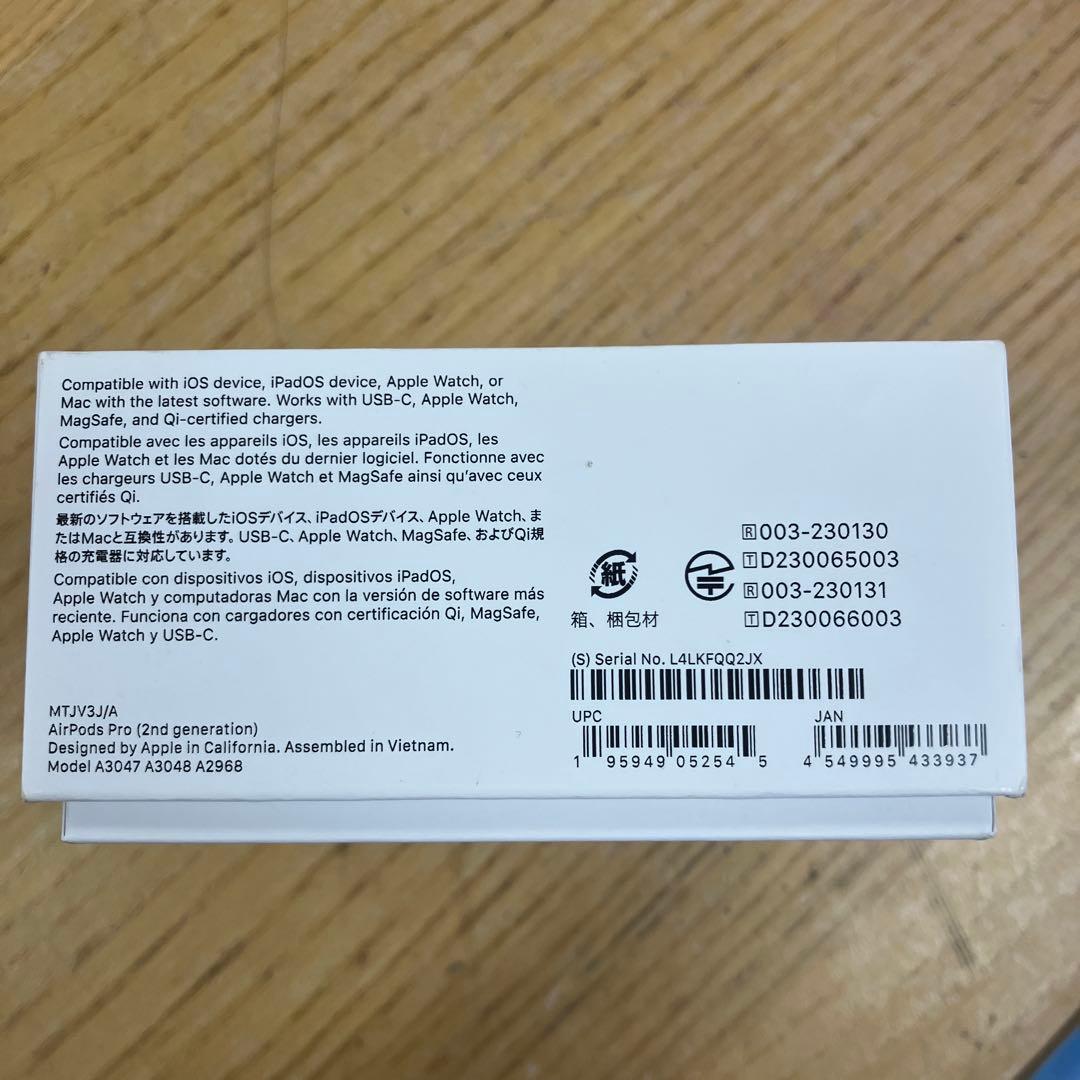 Compatible with iOS device, iPadOS device, Apple Watch, or
Mac with the latest software. Works with USB-C, Apple Watch,
MagSafe, and Qi-certified chargers.
Compatible avec les appareils iOS, les appareils iPadOS, les
Apple Watch et les Mac dotés du dernier logiciel. Fonctionne avec
les chargeurs USB-C, Apple Watch et MagSafe ainsi qu'avec ceux
certifiés Qi.
最新のソフトウェアを搭載したiOSデバイス、iPadOSデバイス、Apple Watch、ま
たはMacと互換性があります。USB-C、Apple Watch、MagSafe、およびQi規
格の充電器に対応しています。
Compatible con dispositivos iOS, dispositivos iPadOS,
Apple Watch y computadoras Mac con la versión de software más
reciente. Funciona con cargadores con certificación Qi, MagSafe,
Apple Watch y USB-C.
MTJV3J/A
AirPods Pro (2nd generation)
Designed by Apple in California. Assembled in Vietnam.
Model A3047 A3048 A2968
紙
箱、梱包材
R 003-230130
T D230065003
R 003-230131
T D230066003
(S) Serial No. L4LKFQQ2JX
UPC
1 95949 05254 5
JAN
4 549995 433937